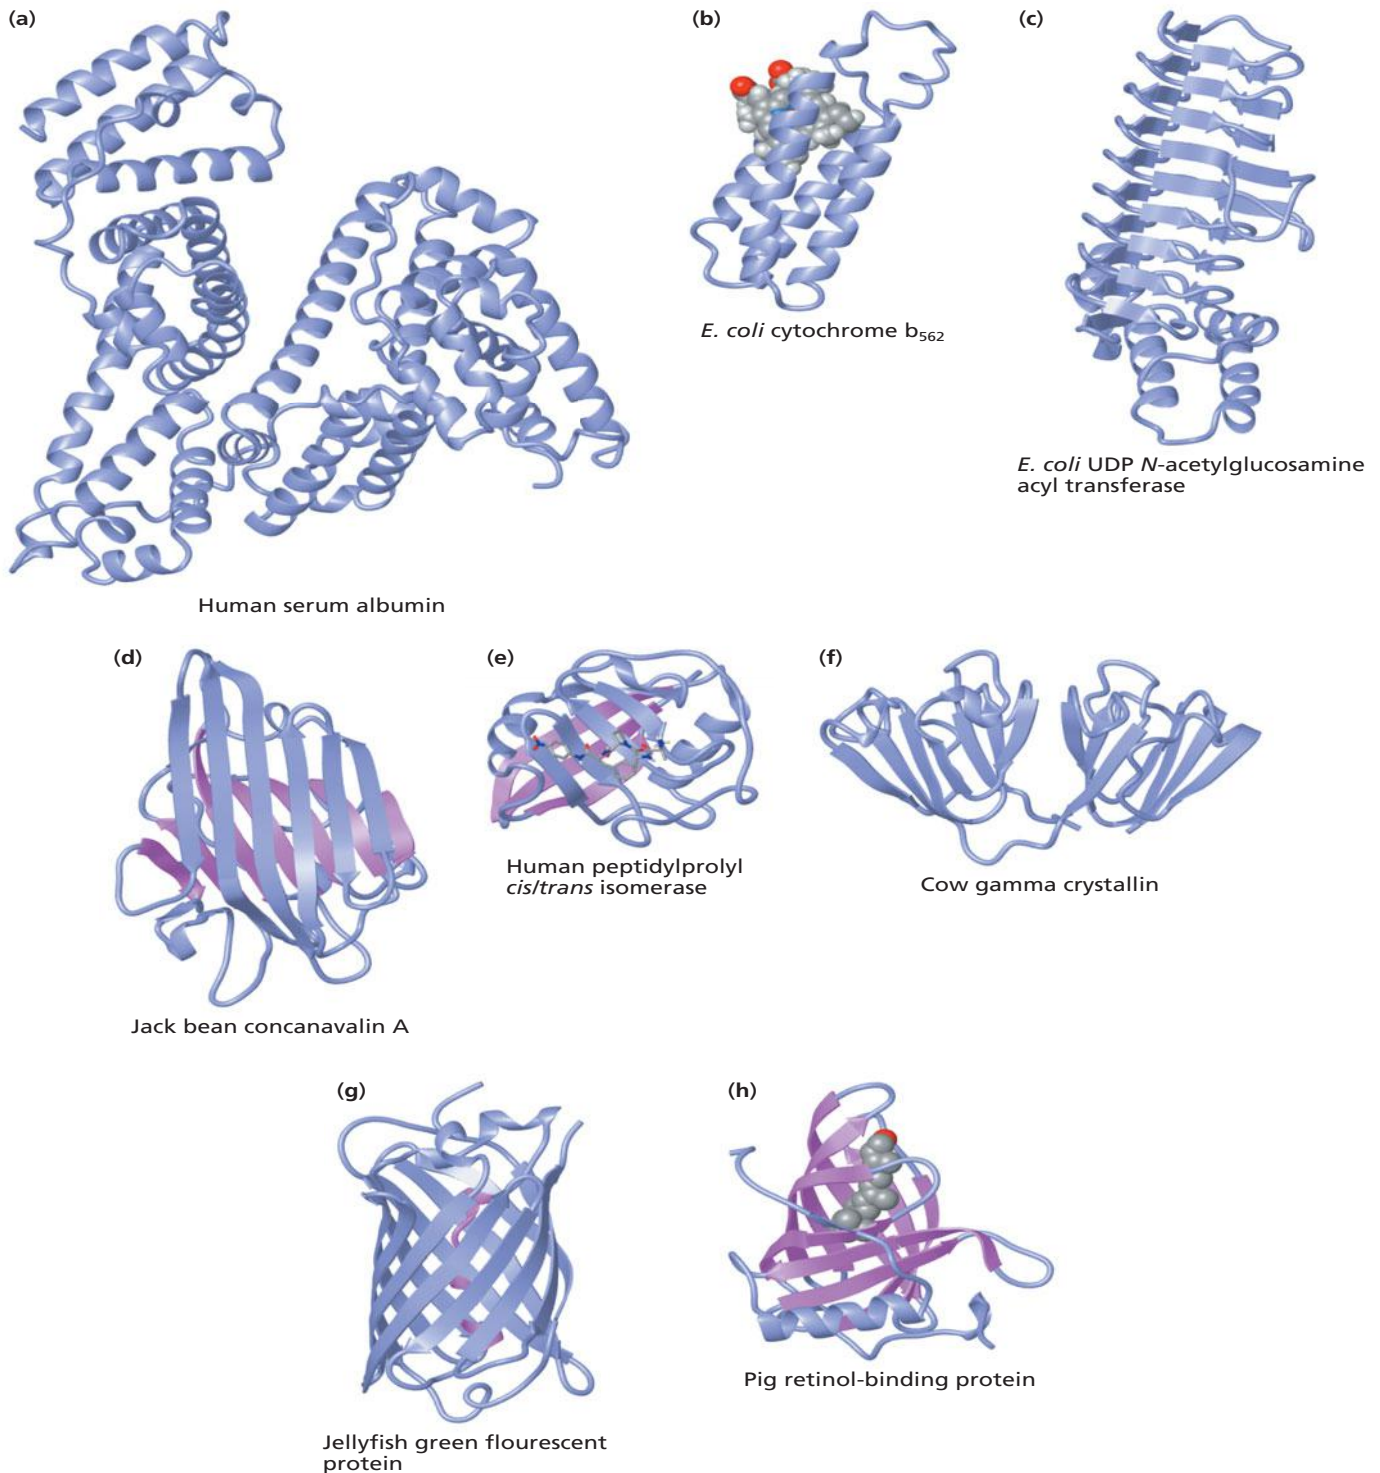 (a)
(b)
(c)
E. coli cytochrome b₅₆₂
E. coli UDP N-acetylglucosamine
acyl transferase
Human serum albumin
(d)
(e)
(f)
Human peptidylprolyl
cis/trans isomerase
Cow gamma crystallin
Jack bean concanavalin A
(g)
(h)
Pig retinol-binding protein
Jellyfish green flourescent
protein